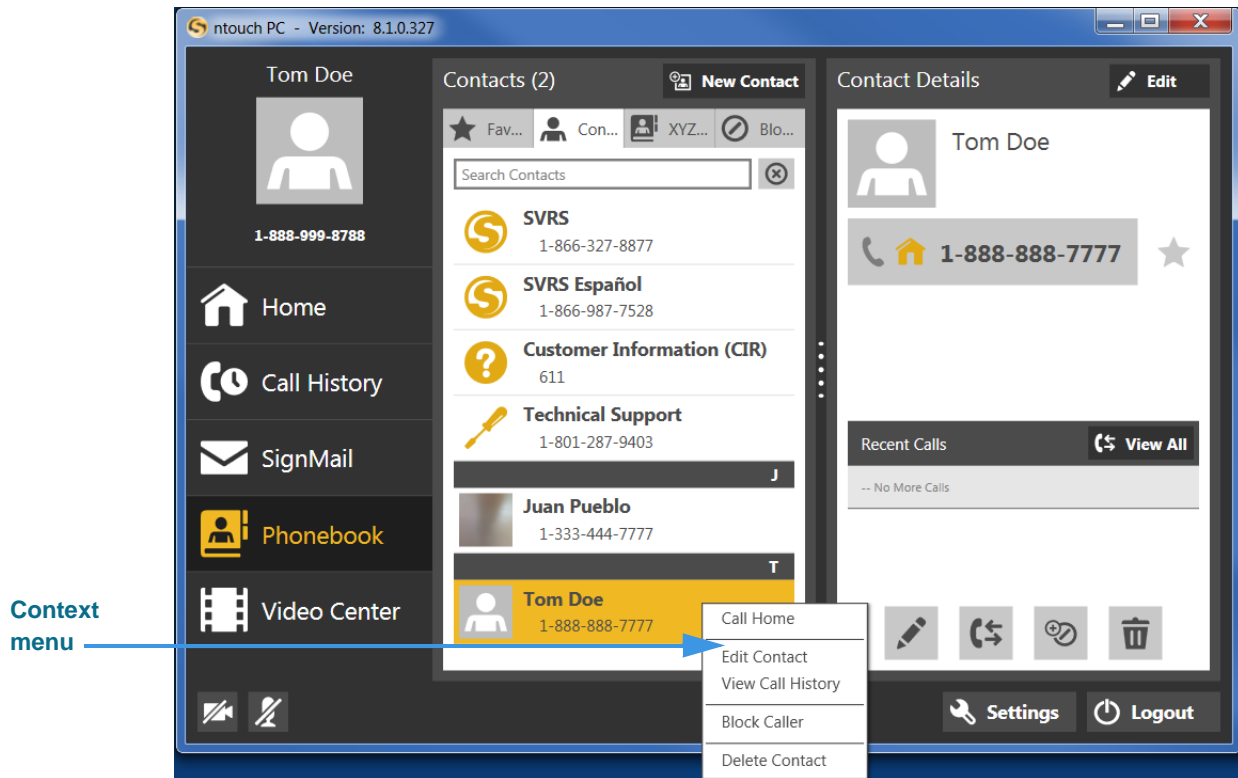 ntouch PC - Version: 8.1.0.327
Tom Doe
1-888-999-8788
Home
Call History
SignMail
Phonebook
Video Center
Contacts (2)
New Contact
Fav... Con... XYZ... Blo...
Search Contacts
SVRS
1-866-327-8877
SVRS Español
1-866-987-7528
Customer Information (CIR)
611
Technical Support
1-801-287-9403
J
Juan Pueblo
1-333-444-7777
T
Tom Doe
1-888-888-7777
Contact Details
Edit
Tom Doe
1-888-888-7777
Recent Calls
View All
-- No More Calls
Context
menu
Call Home
Edit Contact
View Call History
Block Caller
Delete Contact
Settings
Logout